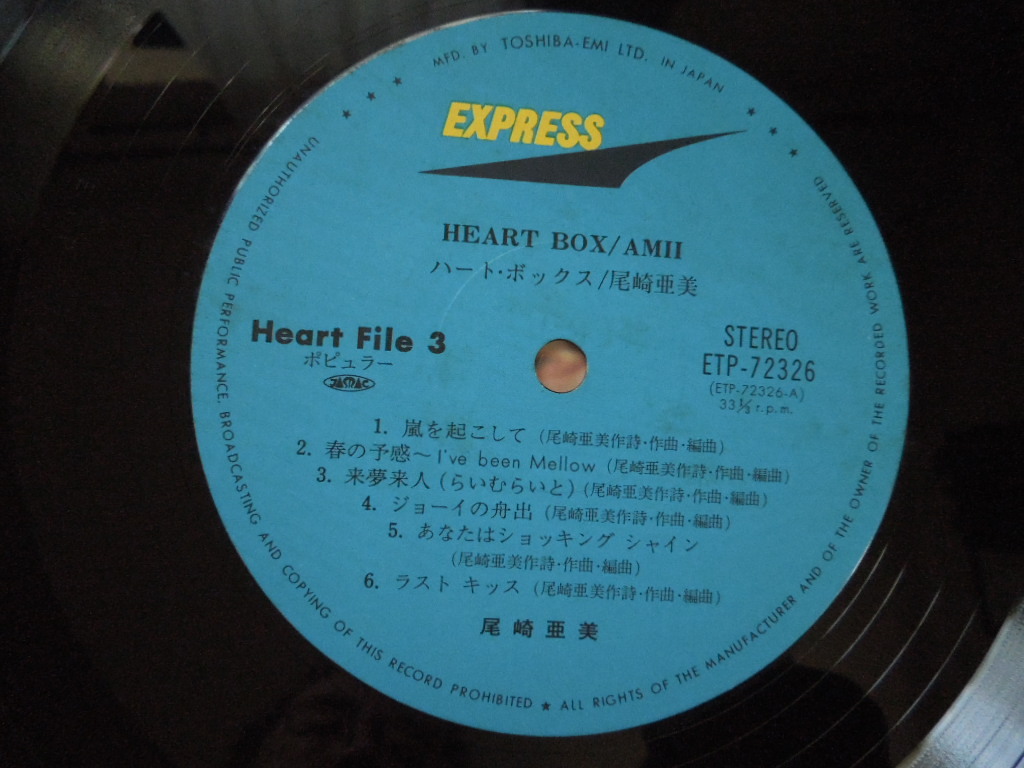 MFD. BY TOSHIBA-EMI LTD. IN JAPAN
★ ★ ★
★ ★ ★
EXPRESS
HEART BOX/AMII
ハート・ボックス/尾崎亜美
Heart File 3
ポピュラー
JASRAC
STEREO
ETP-72326
(ETP-72326-A)
33⅓ r.p.m.
1. 嵐を起こして (尾崎亜美作詩・作曲・編曲)
2. 春の予感～I've been Mellow (尾崎亜美作詩・作曲・編曲)
3. 来夢来人(らいむらいと)(尾崎亜美作詩・作曲・編曲)
4. ジョーイの舟出 (尾崎亜美作詩・作曲・編曲)
5. あなたはショッキング シャイン
(尾崎亜美作詩・作曲・編曲)
6. ラスト キッス (尾崎亜美作詩・作曲・編曲)
尾崎亜美
UNAUTHORIZED PUBLIC PERFORMANCE, BROADCASTING AND COPYING OF THIS RECORD PROHIBITED ★ ALL RIGHTS OF THE MANUFACTURER AND OF THE OWNER OF THE RECORDED WORK ARE RESERVED